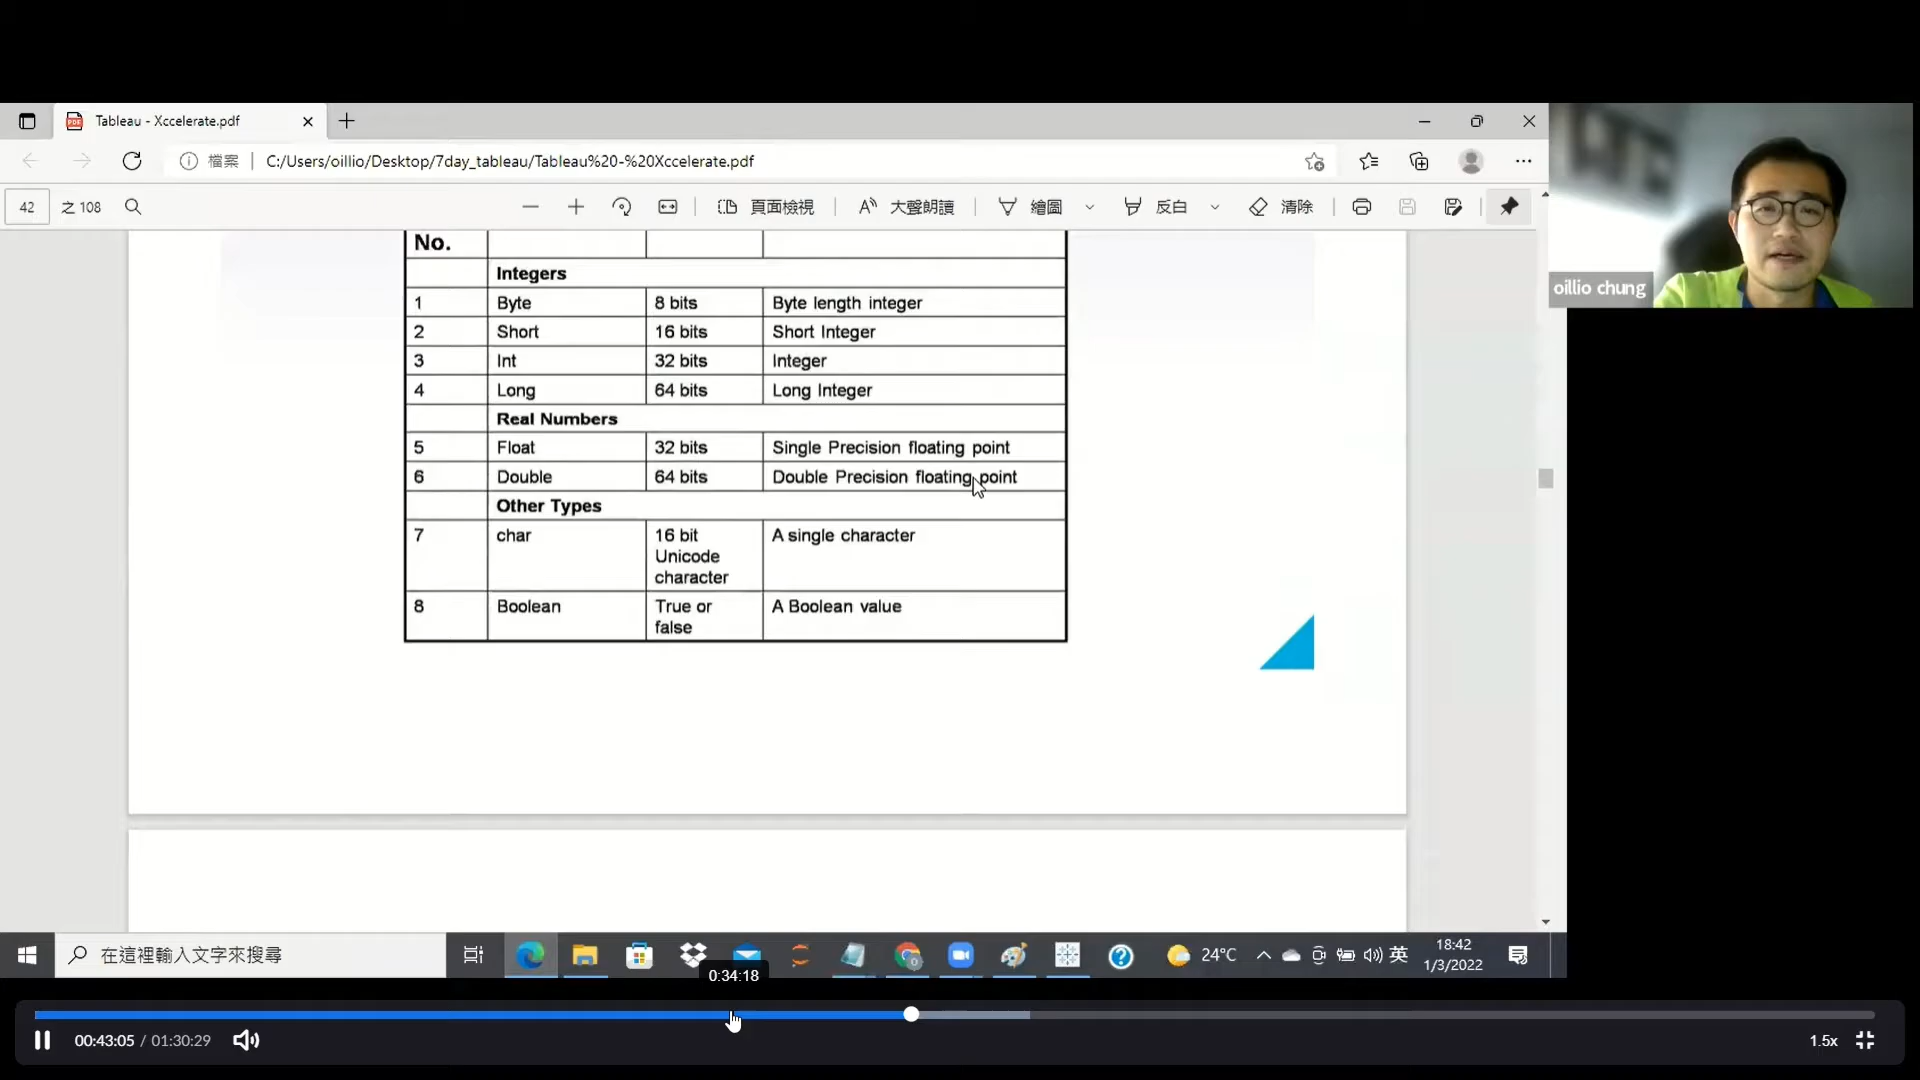 Tableau - Xccelerate.pdf
檔案 C:/Users/oillio/Desktop/7day_tableau/Tableau%20-%20Xccelerate.pdf
42 之 108 頁面檢視 大聲朗讀 繪圖 反白 清除
oillio chung
No.
Integers
1 Byte 8 bits Byte length integer
2 Short 16 bits Short Integer
3 Int 32 bits Integer
4 Long 64 bits Long Integer
Real Numbers
5 Float 32 bits Single Precision floating point
6 Double 64 bits Double Precision floating point
Other Types
7 char 16 bit A single character
Unicode
character
8 Boolean True or A Boolean value
false
在這裡輸入文字來搜尋 24°C 英 18:42
1/3/2022
0:34:18
00:43:05 / 01:30:29 1.5x